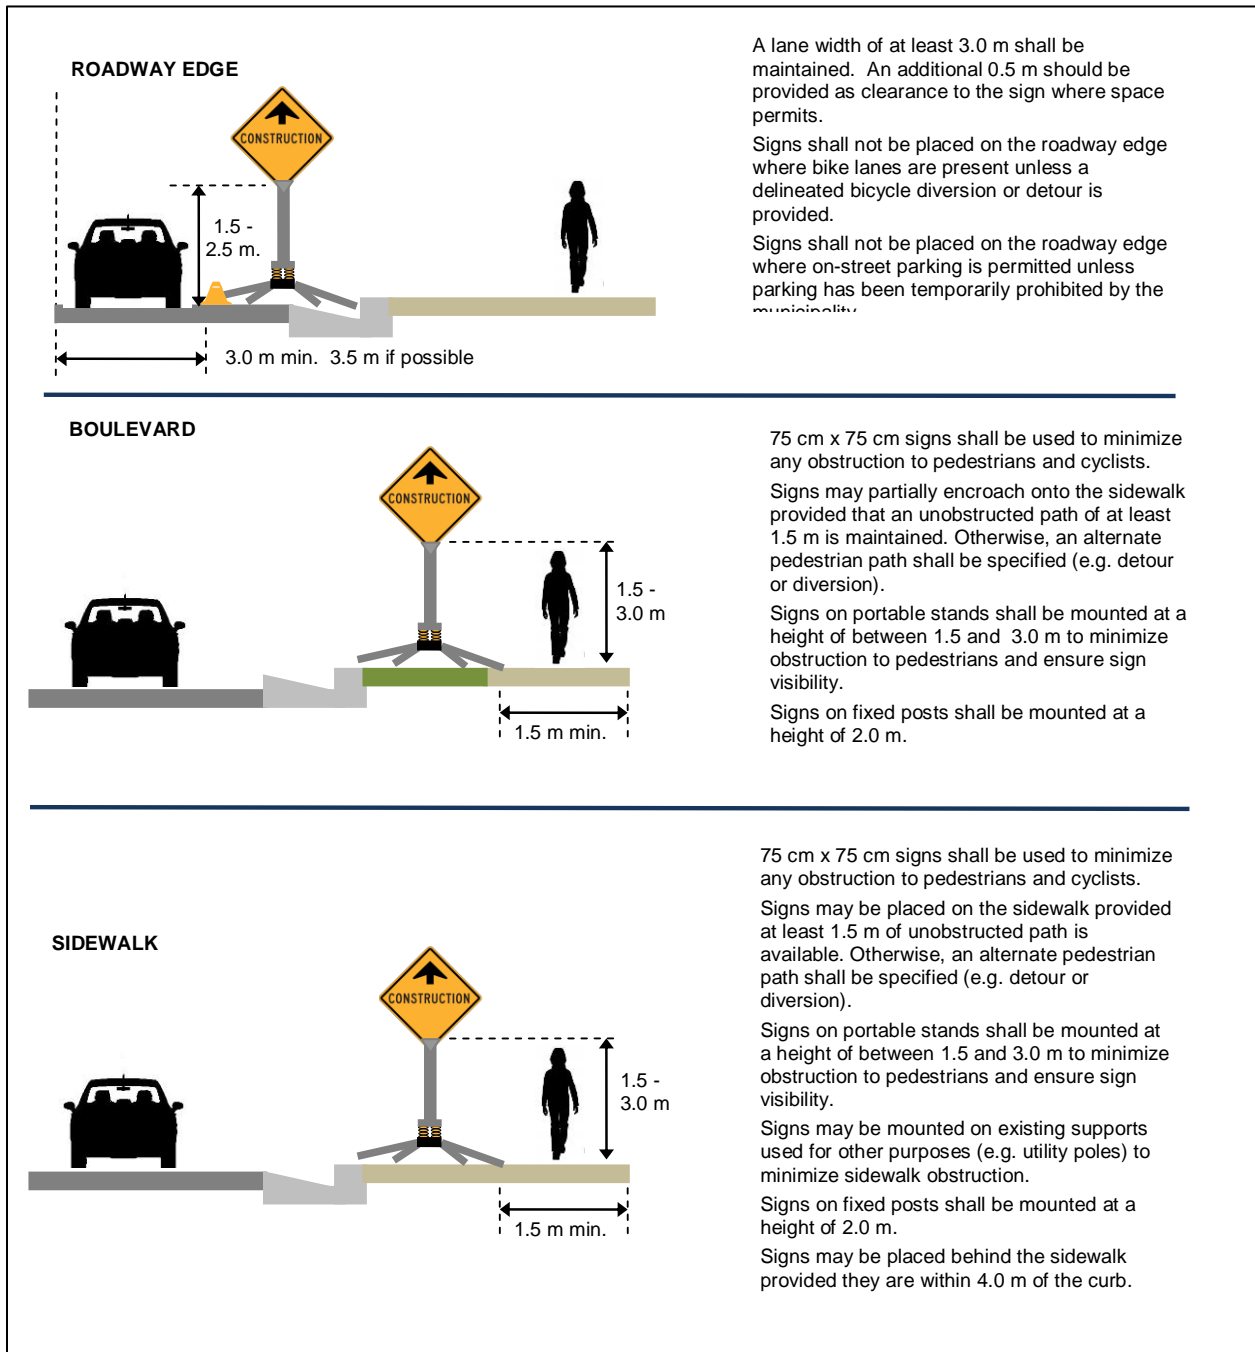 ROADWAY EDGE
CONSTRUCTION
1.5 -
2.5 m.
3.0 m min.  3.5 m if possible
A lane width of at least 3.0 m shall be
maintained.  An additional 0.5 m should be
provided as clearance to the sign where space
permits.
Signs shall not be placed on the roadway edge
where bike lanes are present unless a
delineated bicycle diversion or detour is
provided.
Signs shall not be placed on the roadway edge
where on-street parking is permitted unless
parking has been temporarily prohibited by the
municipality
BOULEVARD
CONSTRUCTION
1.5 -
3.0 m
1.5 m min.
75 cm x 75 cm signs shall be used to minimize
any obstruction to pedestrians and cyclists.
Signs may partially encroach onto the sidewalk
provided that an unobstructed path of at least
1.5 m is maintained. Otherwise, an alternate
pedestrian path shall be specified (e.g. detour
or diversion).
Signs on portable stands shall be mounted at a
height of between 1.5 and  3.0 m to minimize
obstruction to pedestrians and ensure sign
visibility.
Signs on fixed posts shall be mounted at a
height of 2.0 m.
SIDEWALK
CONSTRUCTION
1.5 -
3.0 m
1.5 m min.
75 cm x 75 cm signs shall be used to minimize
any obstruction to pedestrians and cyclists.
Signs may be placed on the sidewalk provided
at least 1.5 m of unobstructed path is
available. Otherwise, an alternate pedestrian
path shall be specified (e.g. detour or
diversion).
Signs on portable stands shall be mounted at
a height of between 1.5 and 3.0 m to minimize
obstruction to pedestrians and ensure sign
visibility.
Signs may be mounted on existing supports
used for other purposes (e.g. utility poles) to
minimize sidewalk obstruction.
Signs on fixed posts shall be mounted at a
height of 2.0 m.
Signs may be placed behind the sidewalk
provided they are within 4.0 m of the curb.